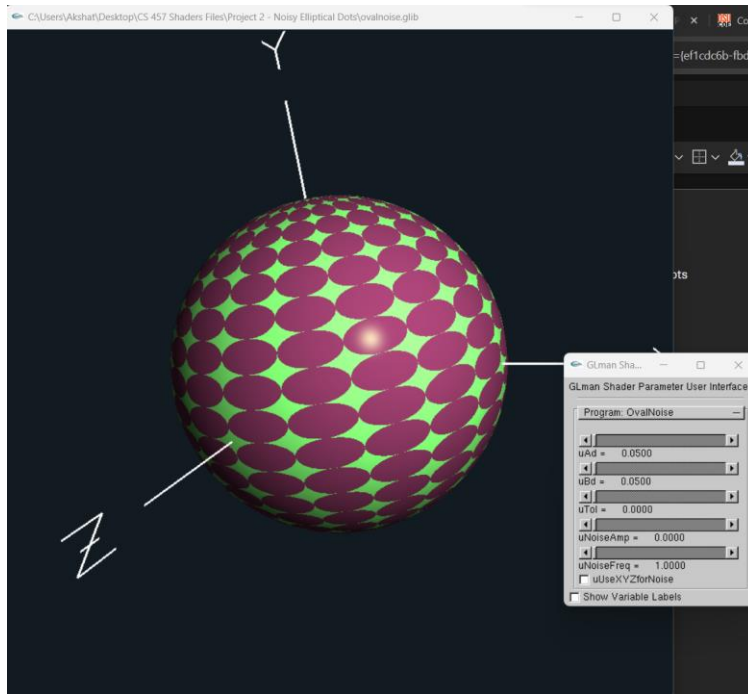 C:\Users\Akshat\Desktop\CS 457 Shaders Files\Project 2 - Noisy Elliptical Dots\ovalnoise.glib
Co
={ef1cdc6b-fbd
Y
ots
Z
GLman Sha...
GLman Shader Parameter User Interface
Program: OvalNoise
uAd = 0.0500
uBd = 0.0500
uTol = 0.0000
uNoiseAmp = 0.0000
uNoiseFreq = 1.0000
uUseXYZforNoise
Show Variable Labels